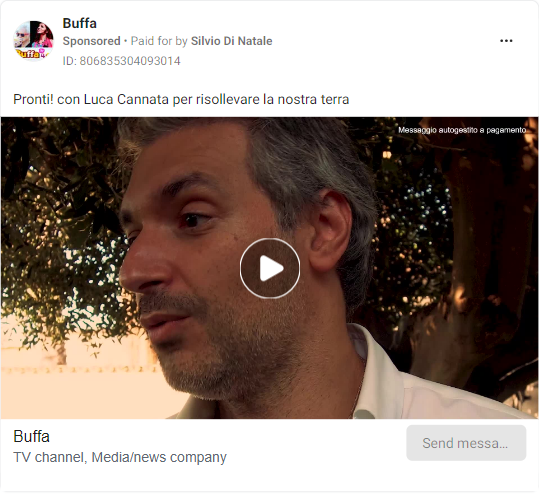 Buffa
Sponsored • Paid for by Silvio Di Natale
ID: 806835304093014
Pronti! con Luca Cannata per risollevare la nostra terra
Messaggio autogestito a pagamento
Buffa
TV channel, Media/news company
Send messa...